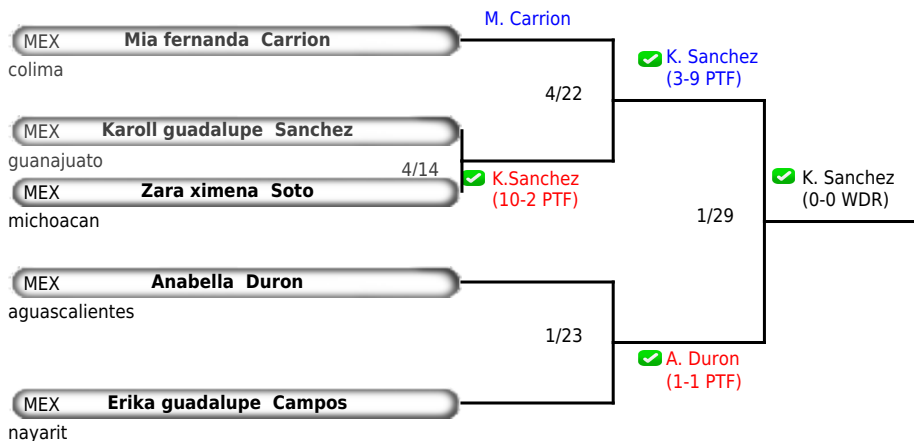 M. Carrion
MEX Mia fernanda Carrion
colima
K. Sanchez
(3-9 PTF)
4/22
MEX Karoll guadalupe Sanchez
guanajuato
4/14
K.Sanchez
(10-2 PTF)
MEX Zara ximena Soto
michoacan
K. Sanchez
(0-0 WDR)
1/29
MEX Anabella Duron
aguascalientes
1/23
A. Duron
(1-1 PTF)
MEX Erika guadalupe Campos
nayarit